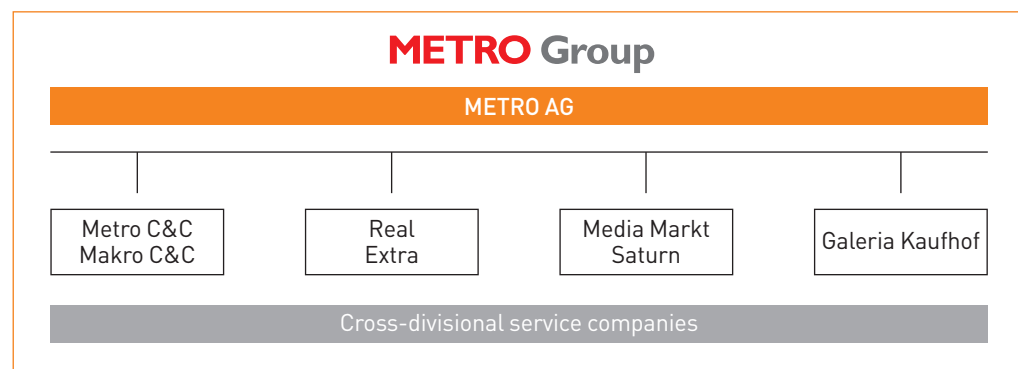 METRO Group
METRO AG
Metro C&C
Makro C&C
Real
Extra
Media Markt
Saturn
Galeria Kaufhof
Cross-divisional service companies